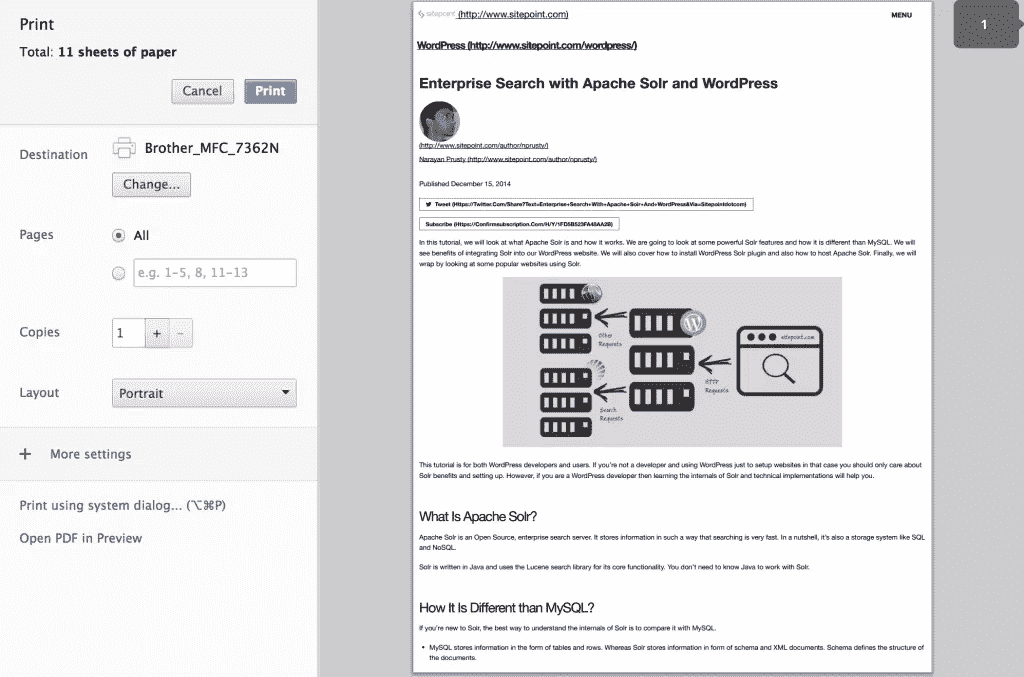 Print
Total: 11 sheets of paper
Cancel
Print
Destination
Brother_MFC_7362N
Change...
Pages
All
e.g. 1-5, 8, 11-13
Copies
1
+
−
Layout
Portrait
+ More settings
Print using system dialog... (⌥⌘P)
Open PDF in Preview
sitepoint (http://www.sitepoint.com)
MENU
WordPress (http://www.sitepoint.com/wordpress/)
Enterprise Search with Apache Solr and WordPress
(http://www.sitepoint.com/author/nprusty/)
Narayan Prusty (http://www.sitepoint.com/author/nprusty/)
Published December 15, 2014
Tweet (Https://Twitter.Com/Share?Text=Enterprise+Search+With+Apache+Solr+And+WordPress&Via=Sitepointdotcom)
Subscribe (Https://Confirmsubscription.Com/H/Y/1FD5B523FA48AA2B)
In this tutorial, we will look at what Apache Solr is and how it works. We are going to look at some powerful Solr features and how it is different than MySQL. We will
see benefits of integrating Solr into our WordPress website. We will also cover how to install WordPress Solr plugin and also how to host Apache Solr. Finally, we will
wrap by looking at some popular websites using Solr.
sitepoint.com
Other
Requests
HTTP
Requests
Search
Requests
This tutorial is for both WordPress developers and users. If you're not a developer and using WordPress just to setup websites in that case you should only care about
Solr benefits and setting up. However, if you are a WordPress developer then learning the internals of Solr and technical implementations will help you.
What Is Apache Solr?
Apache Solr is an Open Source, enterprise search server. It stores information in such a way that searching is very fast. In a nutshell, it's also a storage system like SQL
and NoSQL.
Solr is written in Java and uses the Lucene search library for its core functionality. You don't need to know Java to work with Solr.
How It Is Different than MySQL?
If you're new to Solr, the best way to understand the internals of Solr is to compare it with MySQL.
• MySQL stores information in the form of tables and rows. Whereas Solr stores information in form of schema and XML documents. Schema defines the structure of
the documents.
1